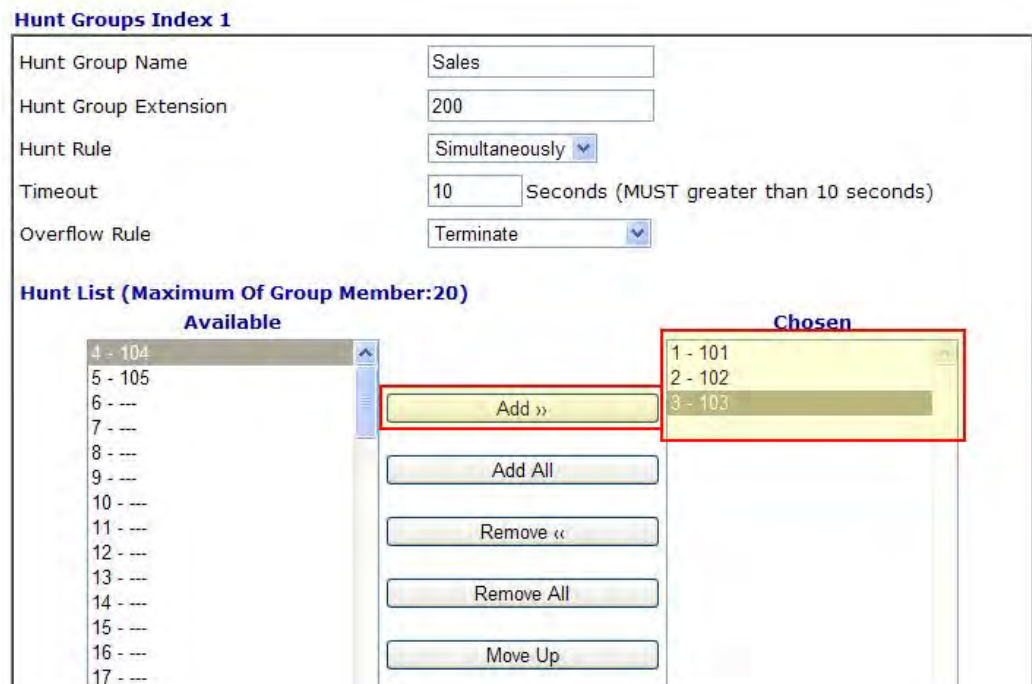 Hunt Groups Index 1
Hunt Group Name Sales
Hunt Group Extension 200
Hunt Rule Simultaneously
Timeout 10 Seconds (MUST greater than 10 seconds)
Overflow Rule Terminate
Hunt List (Maximum Of Group Member:20)
Available
4 - 104
5 - 105
6 - ---
7 - ---
8 - ---
9 - ---
10 - ---
11 - ---
12 - ---
13 - ---
14 - ---
15 - ---
16 - ---
17 - ---
Add ››
Add All
Remove ‹‹
Remove All
Move Up
Chosen
1 - 101
2 - 102
3 - 103